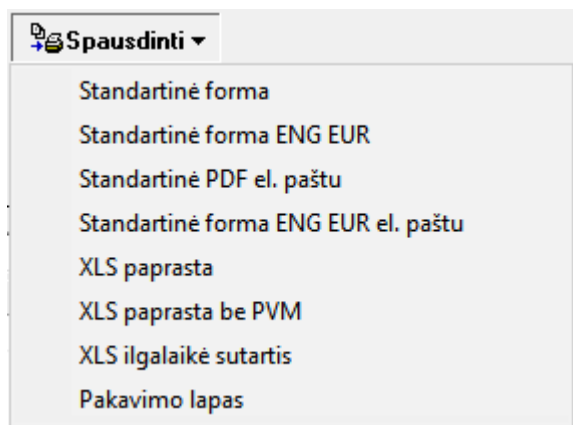 Spausdinti
Standartinė forma
Standartinė forma ENG EUR
Standartinė PDF el. paštu
Standartinė forma ENG EUR el. paštu
XLS paprasta
XLS paprasta be PVM
XLS ilgalaikė sutartis
Pakavimo lapas